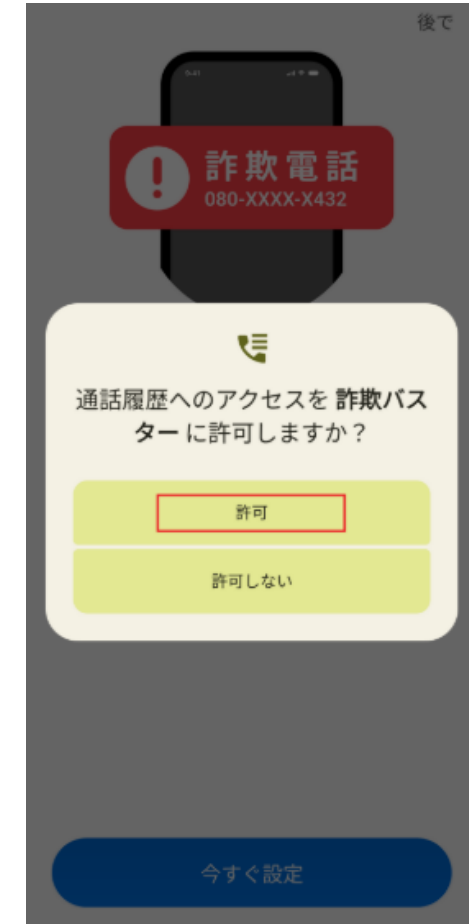 後で
詐欺電話
080-XXXX-X432
通話履歴へのアクセスを 詐欺バス
ター に許可しますか？
許可
許可しない
今すぐ設定